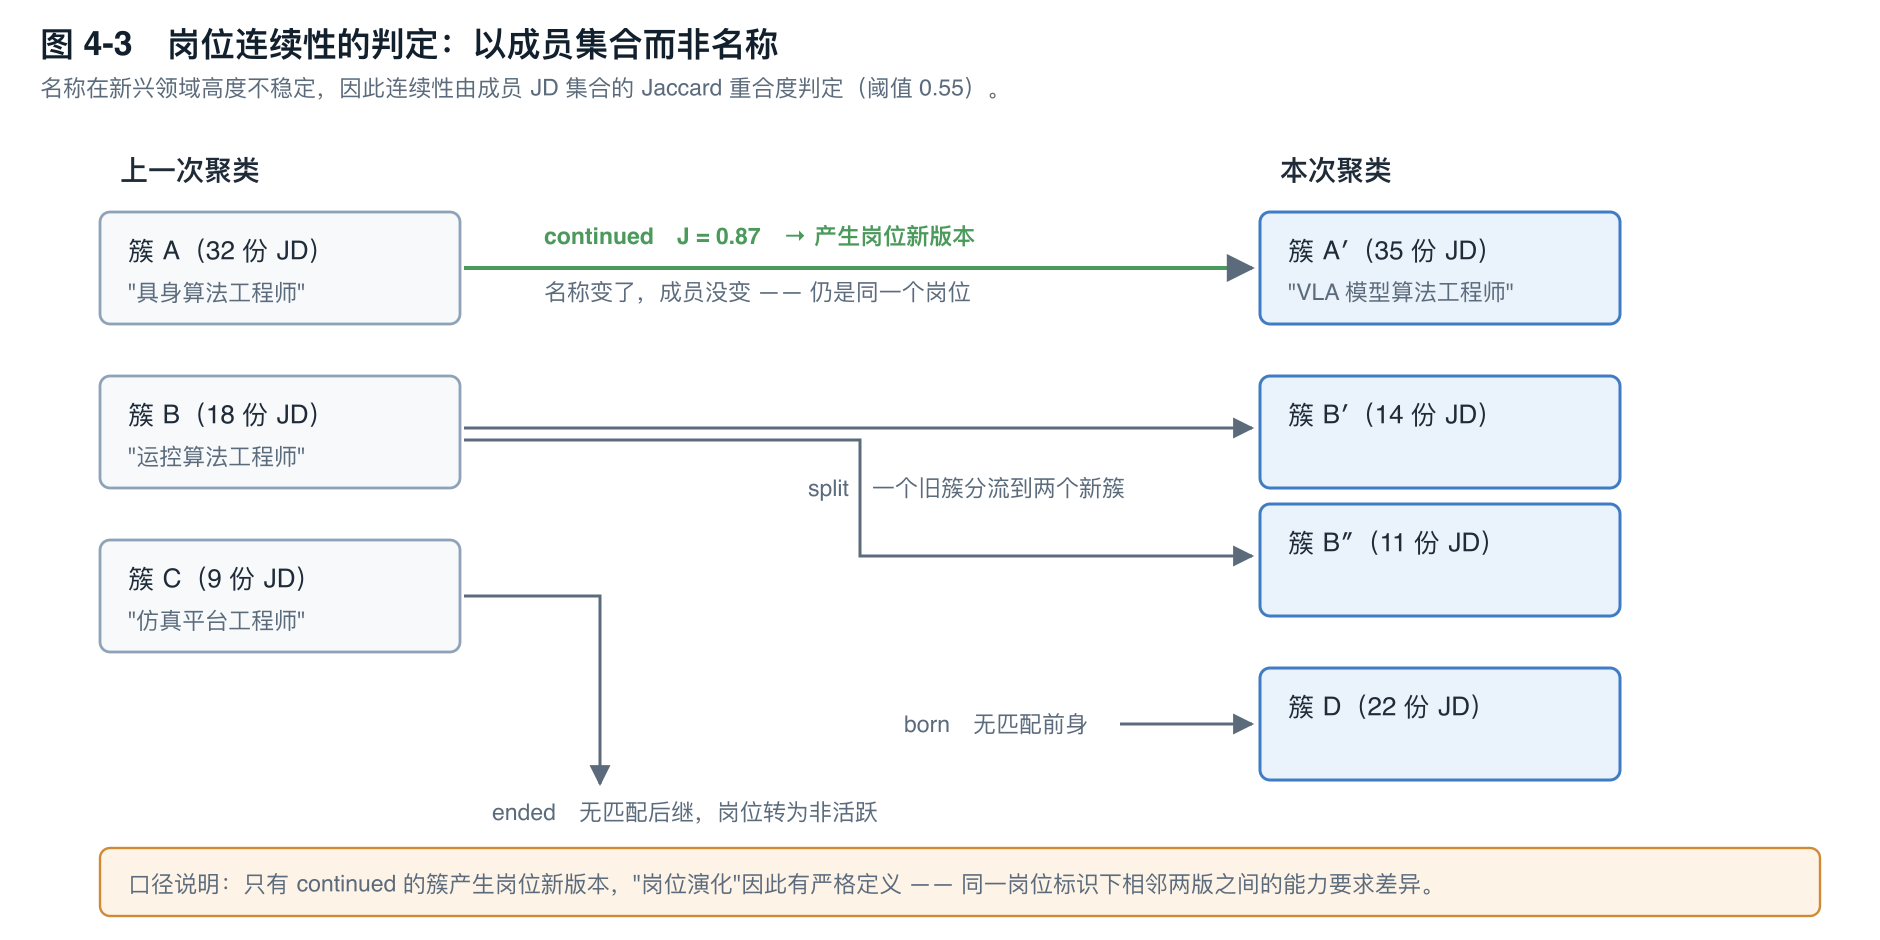 图 4-3　岗位连续性的判定：以成员集合而非名称
名称在新兴领域高度不稳定，因此连续性由成员 JD 集合的 Jaccard 重合度判定（阈值 0.55）。
上一次聚类
本次聚类
簇 A（32 份 JD）
"具身算法工程师"
continued　J = 0.87　→ 产生岗位新版本
名称变了，成员没变 —— 仍是同一个岗位
簇 A′（35 份 JD）
"VLA 模型算法工程师"
簇 B（18 份 JD）
"运控算法工程师"
簇 B′（14 份 JD）
split　一个旧簇分流到两个新簇
簇 B″（11 份 JD）
簇 C（9 份 JD）
"仿真平台工程师"
born　无匹配前身
簇 D（22 份 JD）
ended　无匹配后继，岗位转为非活跃
口径说明：只有 continued 的簇产生岗位新版本，"岗位演化"因此有严格定义 —— 同一岗位标识下相邻两版之间的能力要求差异。